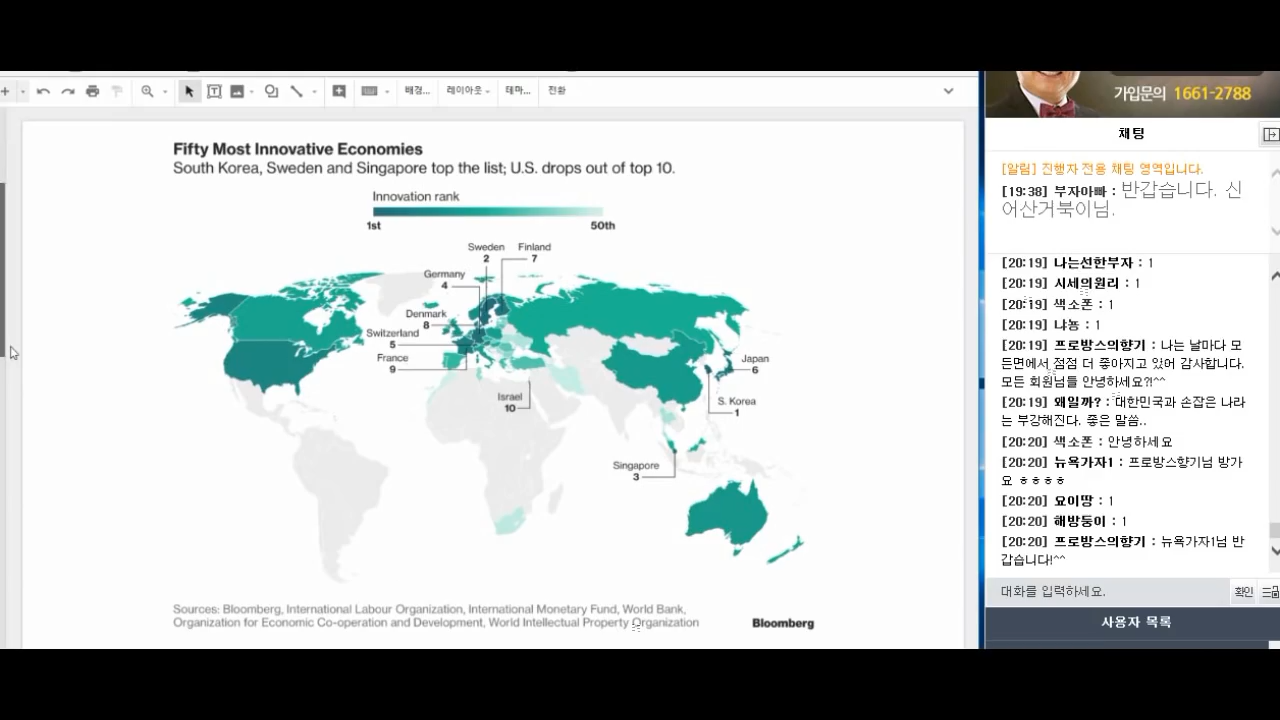 배경...
레이아웃
테마...
전환
Fifty Most Innovative Economies
South Korea, Sweden and Singapore top the list; U.S. drops out of top 10.
Innovation rank
1st
50th
Sweden
2
Finland
7
Germany
4
Denmark
8
Switzerland
5
France
9
Israel
10
Japan
6
S. Korea
1
Singapore
3
Sources: Bloomberg, International Labour Organization, International Monetary Fund, World Bank,
Organization for Economic Co-operation and Development, World Intellectual Property Organization
Bloomberg
가입문의 1661-2788
채팅
[알림] 진행자 전용 채팅 영역입니다.
[19:38] 부자아빠 : 반갑습니다. 신
어산거북이님.
[20:19] 나는선한부자 : 1
[20:19] 시세의원리 : 1
[20:19] 색소폰 : 1
[20:19] 냐뇽 : 1
[20:19] 프로방스의향기 : 나는 날마다 모
든면에서 점점 더 좋아지고 있어 감사합니다.
모든 회원님들 안녕하세요?!^^
[20:19] 왜일까? : 대한민국과 손잡은 나라
는 부강해진다. 좋은 말씀..
[20:20] 색소폰 : 안녕하세요
[20:20] 뉴욕가자1 : 프로방스향기님 방가
요 ㅎㅎㅎㅎ
[20:20] 요이땅 : 1
[20:20] 해방둥이 : 1
[20:20] 프로방스의향기 : 뉴욕가자1님 반
갑습니다!^^
대화를 입력하세요.
확인
사용자 목록